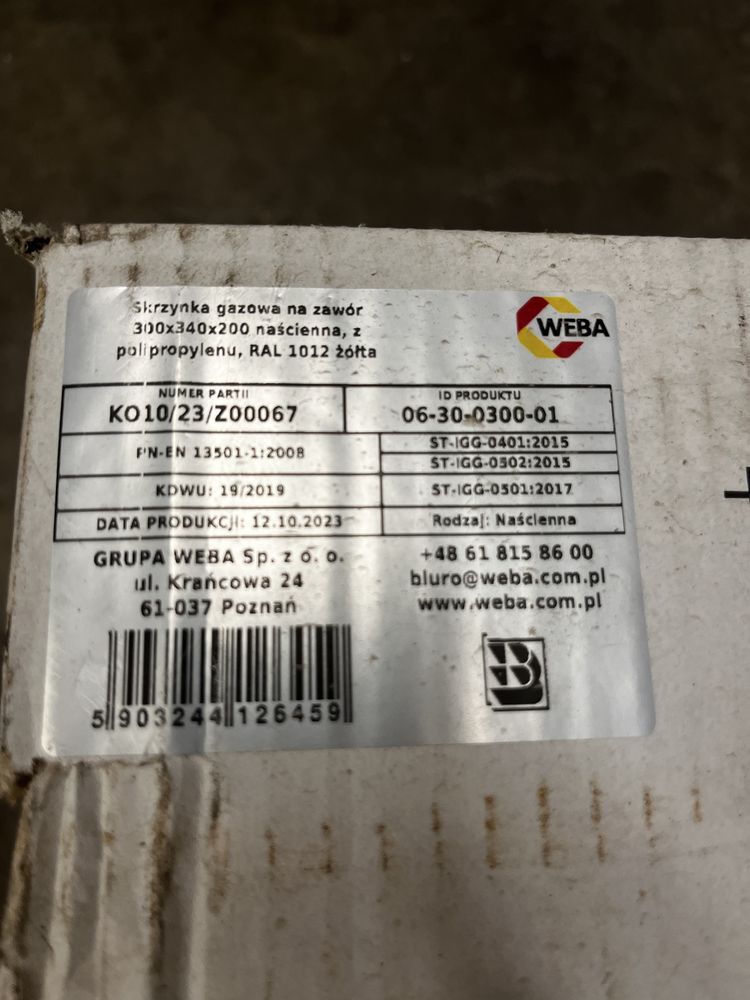 Skrzynka gazowa na zawór
300x340x200 naścienna, z
polipropylenu, RAL 1012 żółta
WEBA
NUMER PARTII
KO10/23/Z00067
ID PRODUKTU
06-30-0300-01
PN-EN 13501-1:2008
ST-IGG-0401:2015
ST-IGG-0502:2015
KDWU: 19/2019
ST-IGG-0501:2017
DATA PRODUKCJI: 12.10.2023
Rodzaj: Naścienna
GRUPA WEBA Sp. z o. o.
ul. Krańcowa 24
61-037 Poznań
+48 61 815 86 00
biuro@weba.com.pl
www.weba.com.pl
5 903244 126459
B